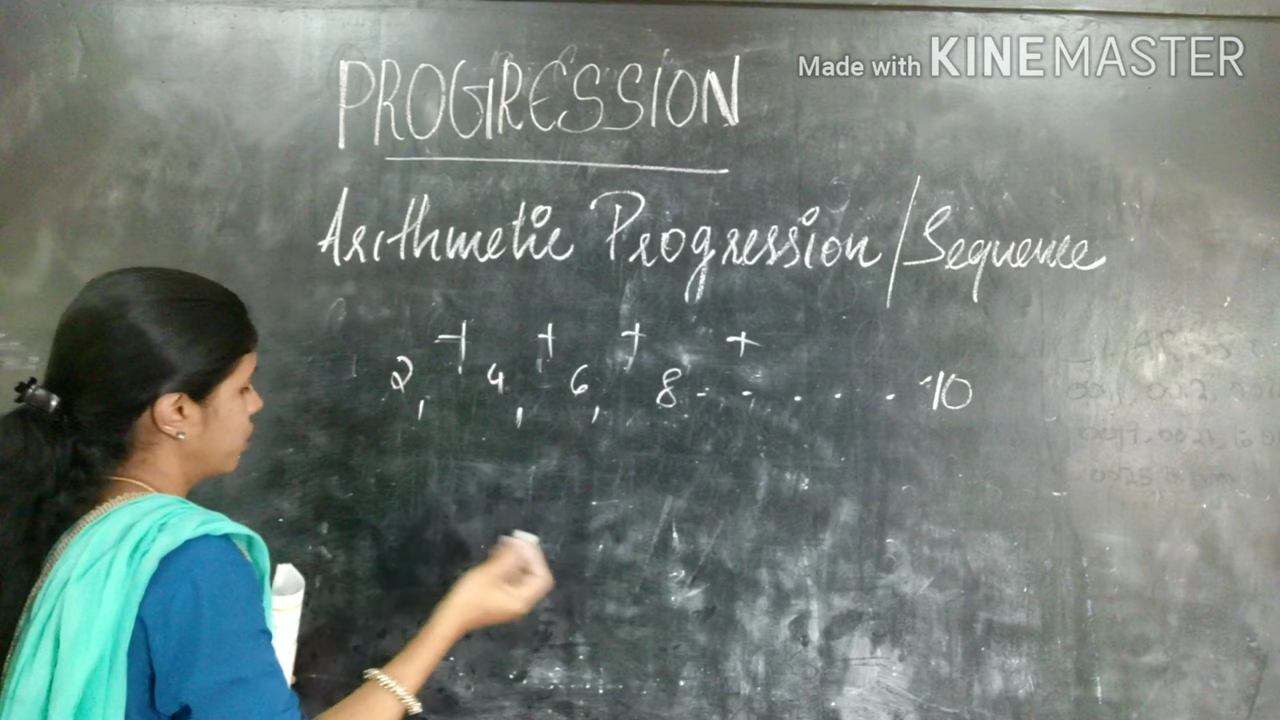 Made with KINEMASTER
PROGRESSION
Arithmetic Progression/Sequence
+ + + +
2, 4, 6, 8 - - . . . 10